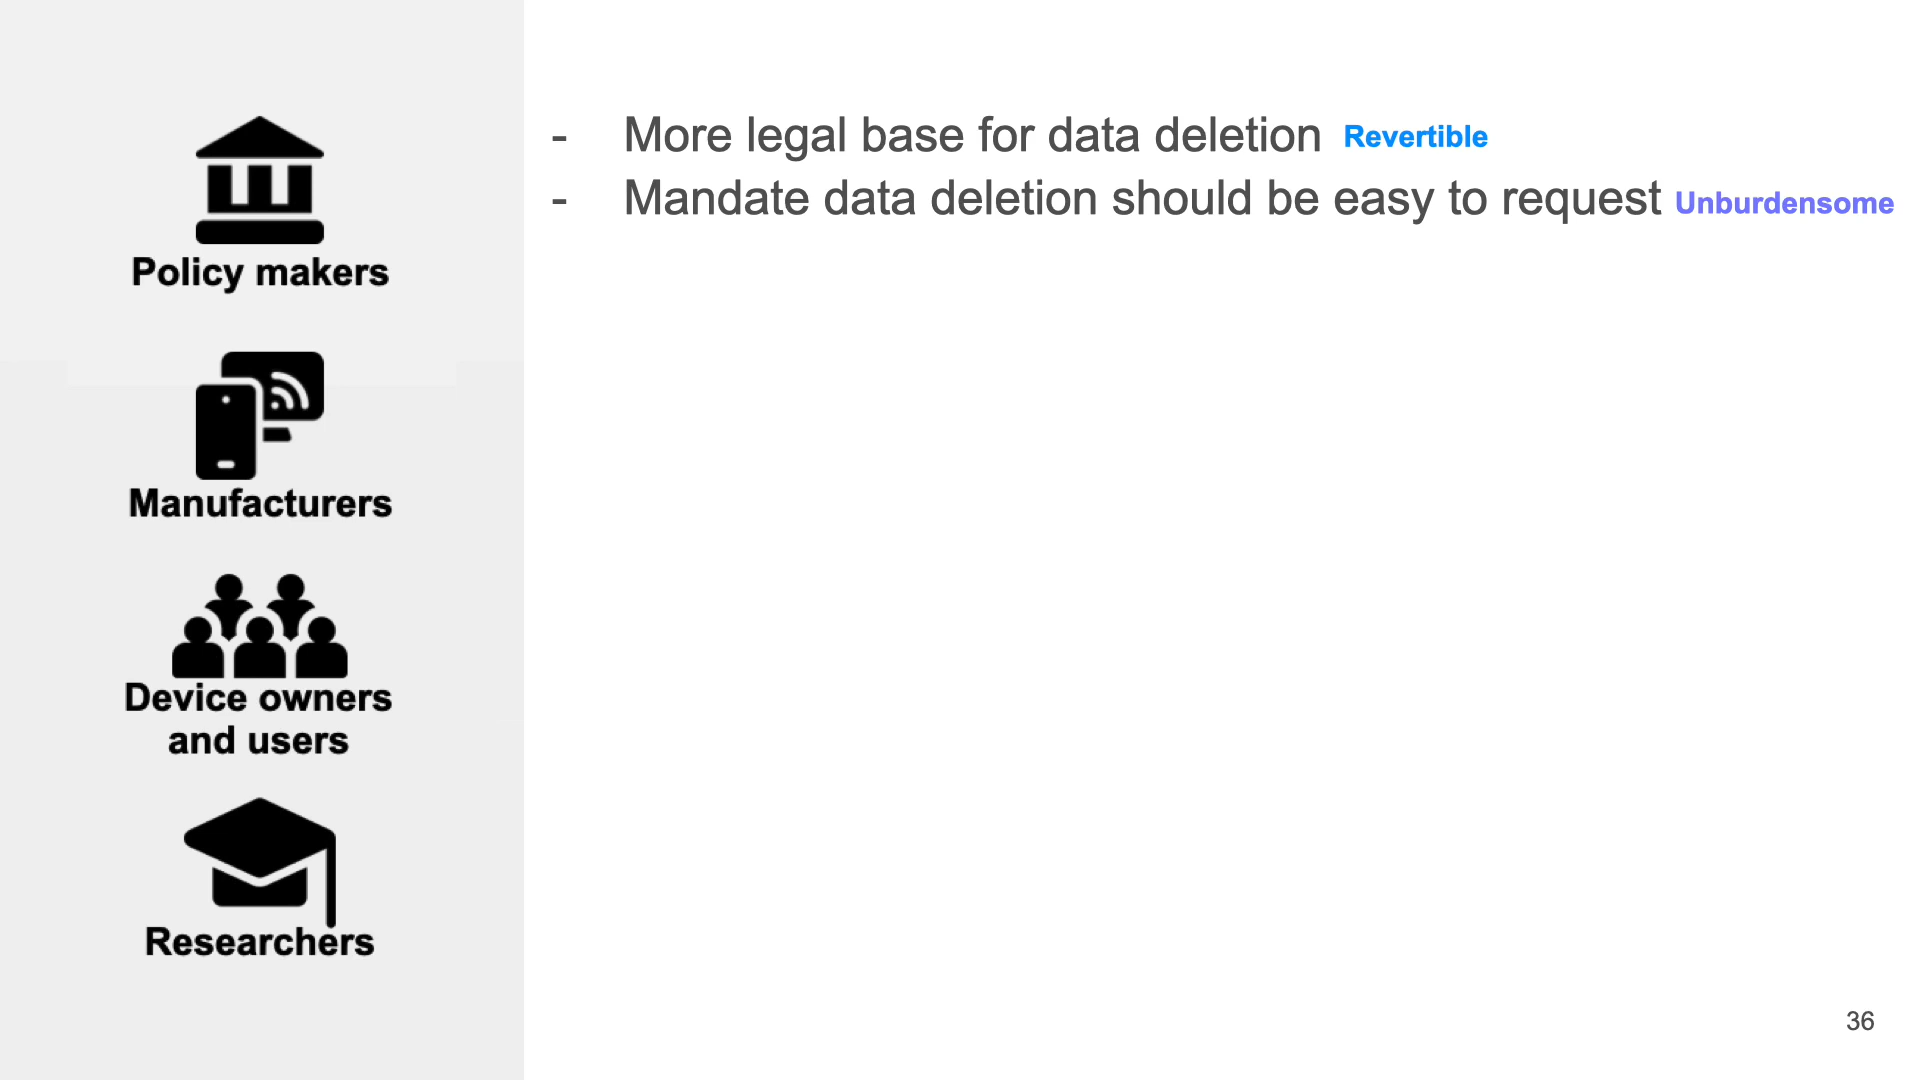 Policy makers
Manufacturers
Device owners
and users
Researchers
- More legal base for data deletion Revertible
- Mandate data deletion should be easy to request Unburdensome
36